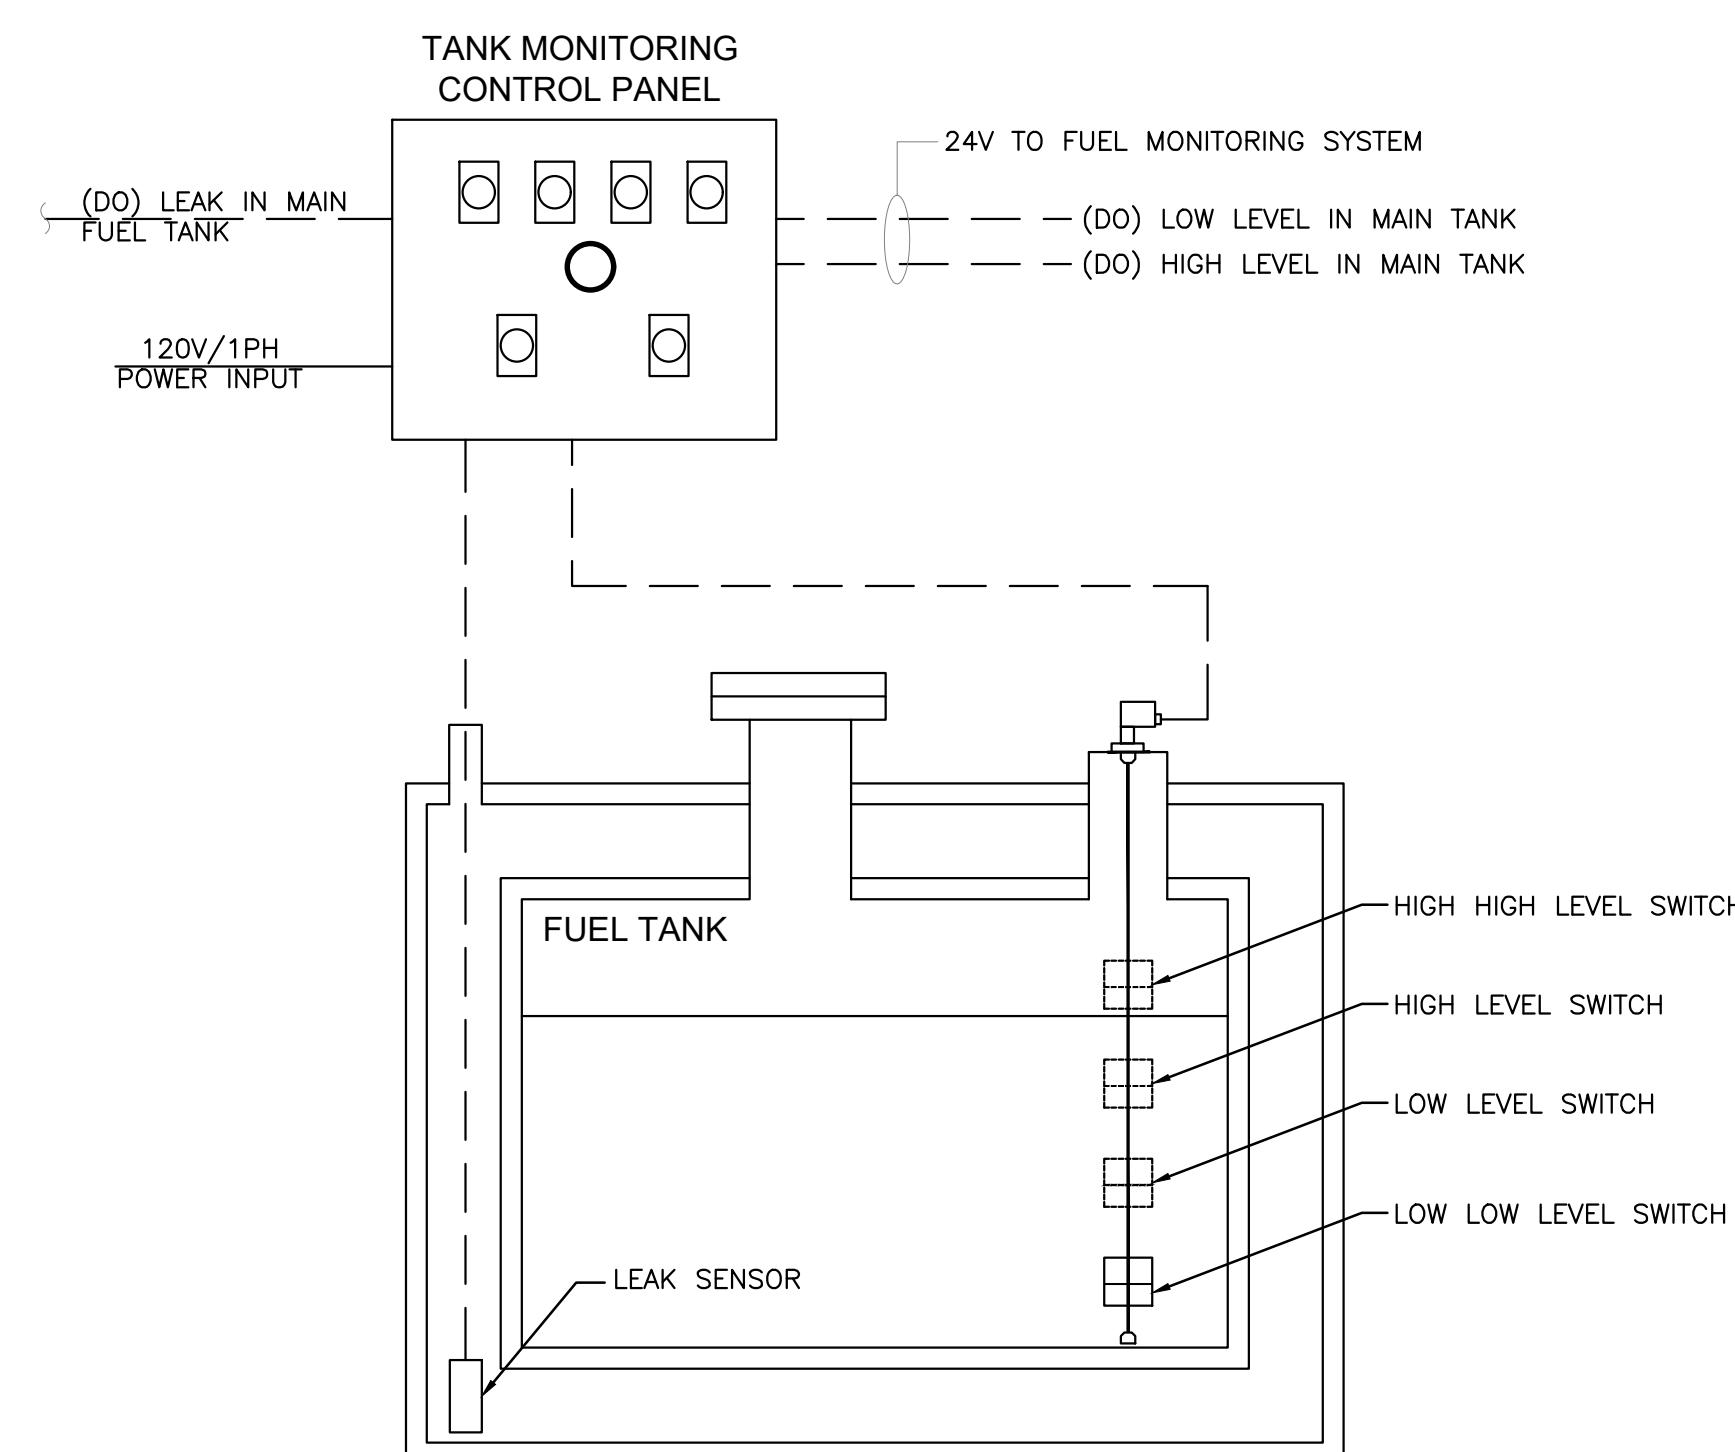 TANK MONITORING
CONTROL PANEL
24V TO FUEL MONITORING SYSTEM
(DO) LEAK IN MAIN
FUEL TANK
(DO) LOW LEVEL IN MAIN TANK
(DO) HIGH LEVEL IN MAIN TANK
120V/1PH
POWER INPUT
FUEL TANK
HIGH HIGH LEVEL SWITCH
HIGH LEVEL SWITCH
LOW LEVEL SWITCH
LOW LOW LEVEL SWITCH
LEAK SENSOR